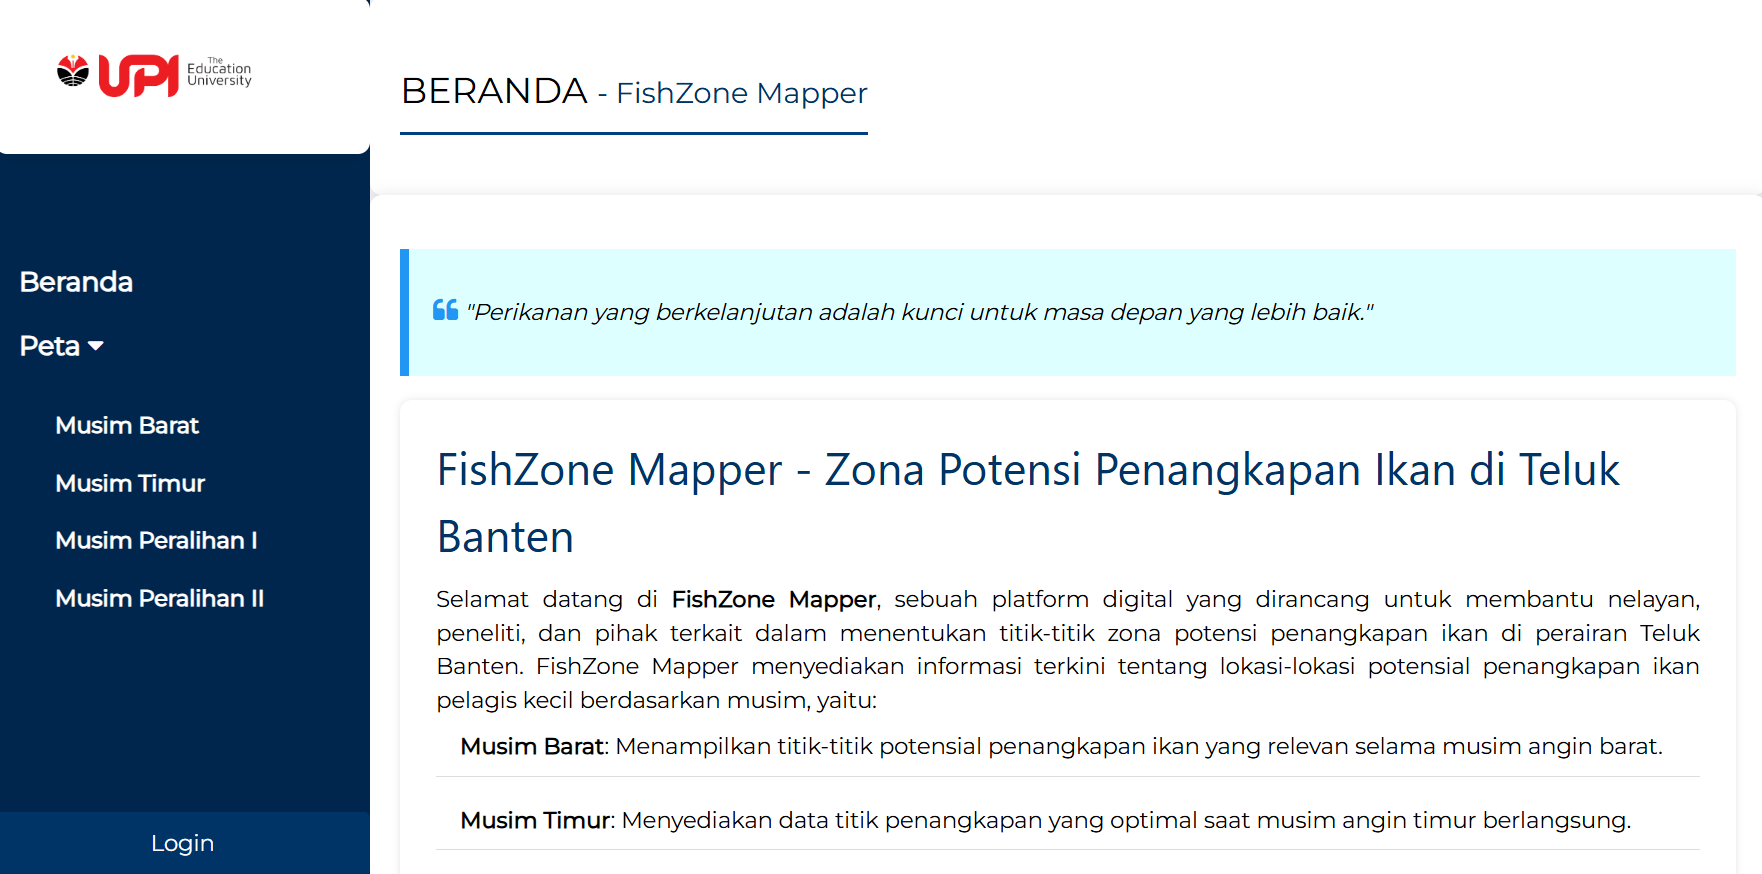 UPI The Education University
Beranda
Peta
Musim Barat
Musim Timur
Musim Peralihan I
Musim Peralihan II
Login
BERANDA - FishZone Mapper
"Perikanan yang berkelanjutan adalah kunci untuk masa depan yang lebih baik."
FishZone Mapper - Zona Potensi Penangkapan Ikan di Teluk
Banten
Selamat datang di FishZone Mapper, sebuah platform digital yang dirancang untuk membantu nelayan,
peneliti, dan pihak terkait dalam menentukan titik-titik zona potensi penangkapan ikan di perairan Teluk
Banten. FishZone Mapper menyediakan informasi terkini tentang lokasi-lokasi potensial penangkapan ikan
pelagis kecil berdasarkan musim, yaitu:
Musim Barat: Menampilkan titik-titik potensial penangkapan ikan yang relevan selama musim angin barat.
Musim Timur: Menyediakan data titik penangkapan yang optimal saat musim angin timur berlangsung.